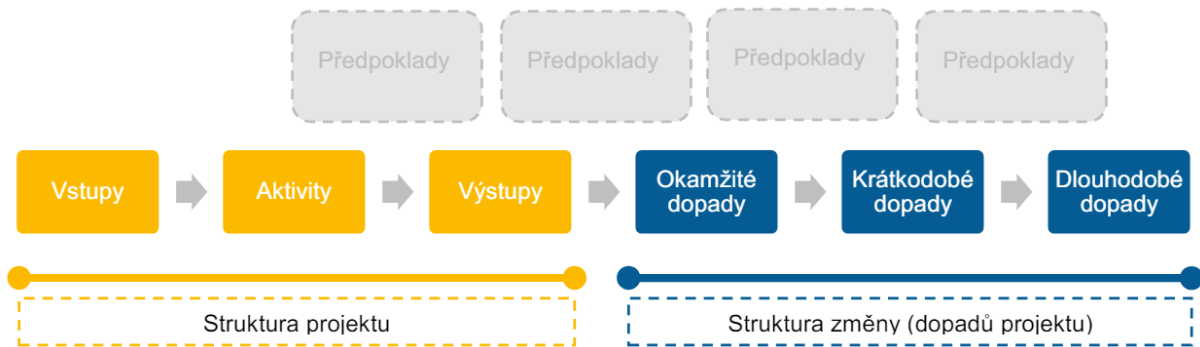 Předpoklady
Předpoklady
Předpoklady
Předpoklady
Vstupy
Aktivity
Výstupy
Okamžité
dopady
Krátkodobé
dopady
Dlouhodobé
dopady
Struktura projektu
Struktura změny (dopadů projektu)